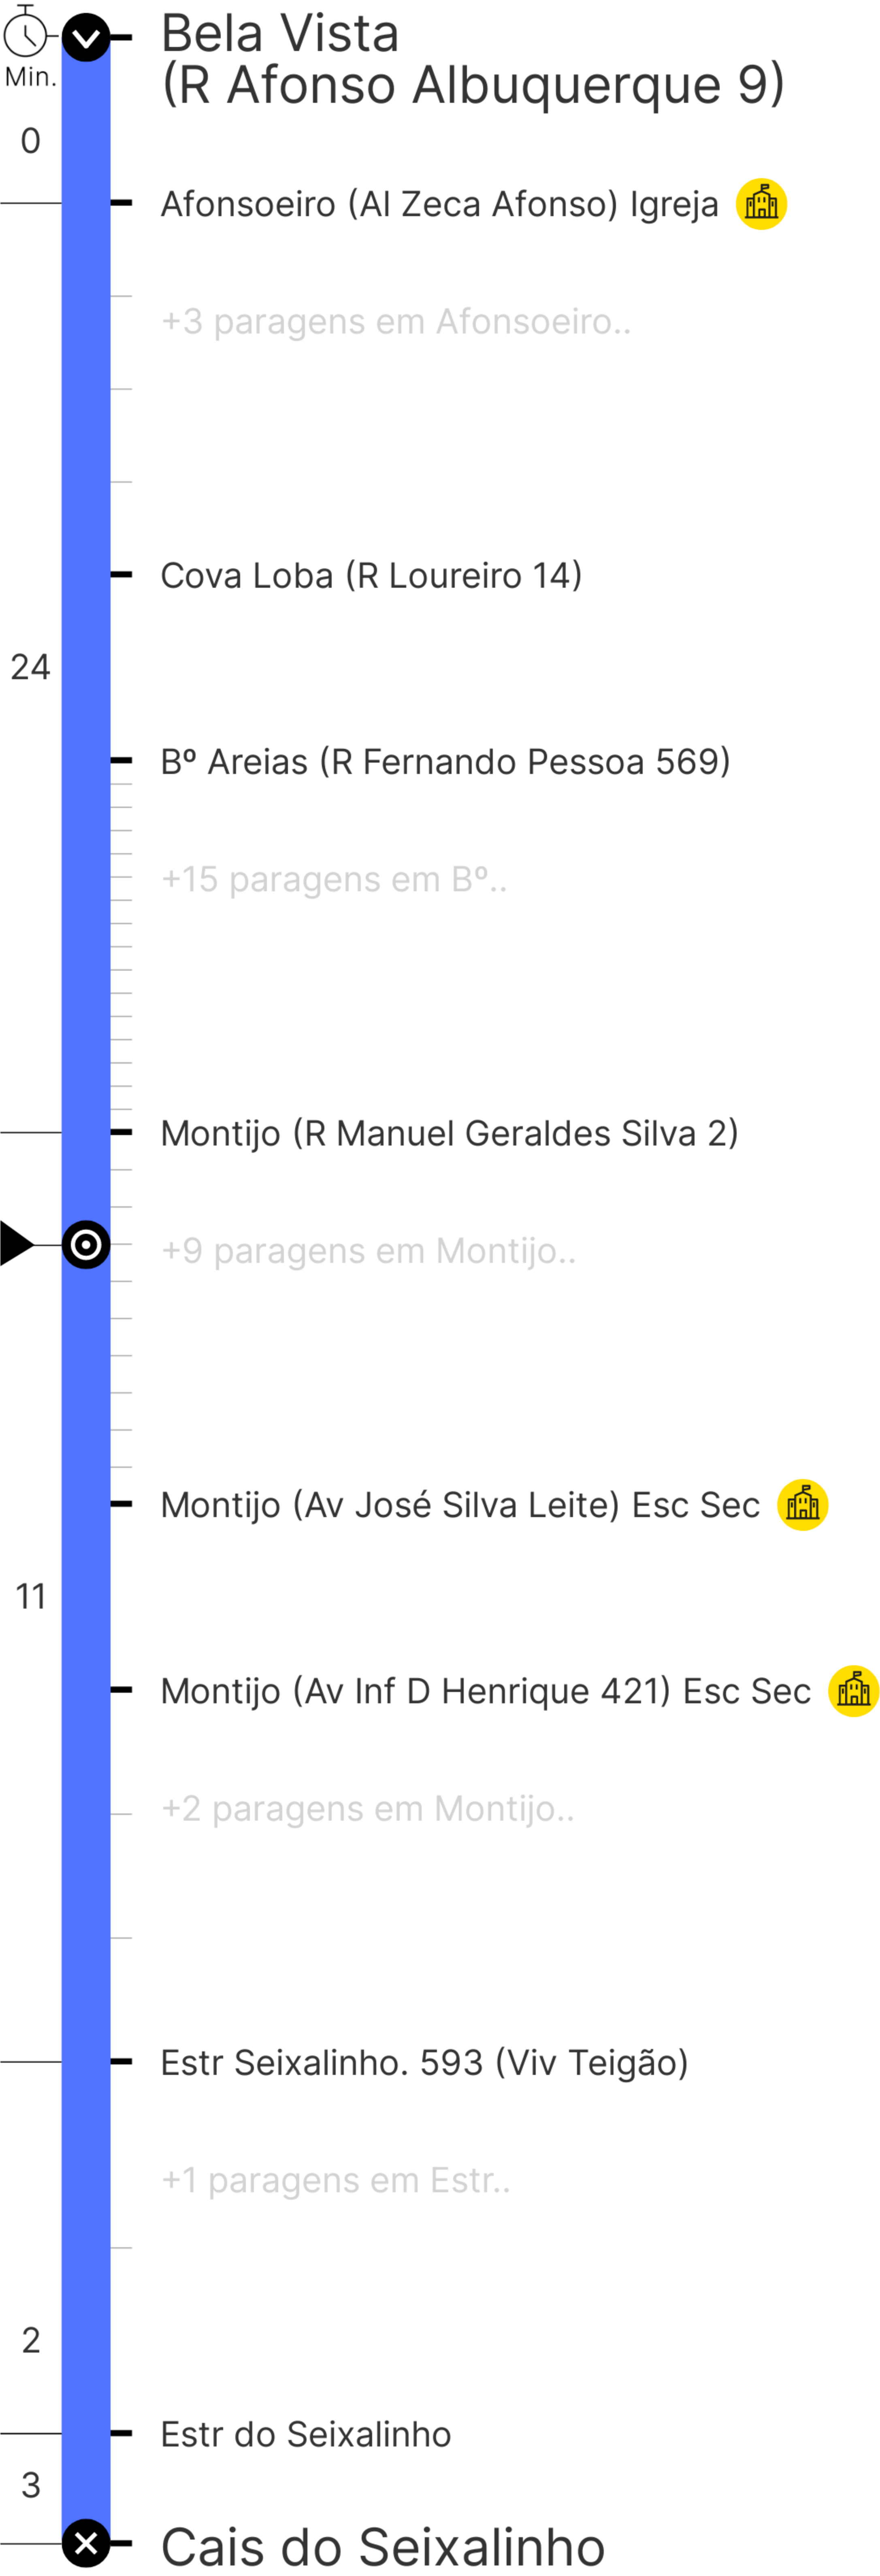 Bela Vista
(R Afonso Albuquerque 9)
Min.
0
Afonsoeiro (Al Zeca Afonso) Igreja
+3 paragens em Afonsoeiro..
Cova Loba (R Loureiro 14)
24
Bº Areias (R Fernando Pessoa 569)
+15 paragens em Bº..
Montijo (R Manuel Geraldes Silva 2)
+9 paragens em Montijo..
Montijo (Av José Silva Leite) Esc Sec
11
Montijo (Av Inf D Henrique 421) Esc Sec
+2 paragens em Montijo..
Estr Seixalinho. 593 (Viv Teigão)
+1 paragens em Estr..
2
Estr do Seixalinho
3
Cais do Seixalinho